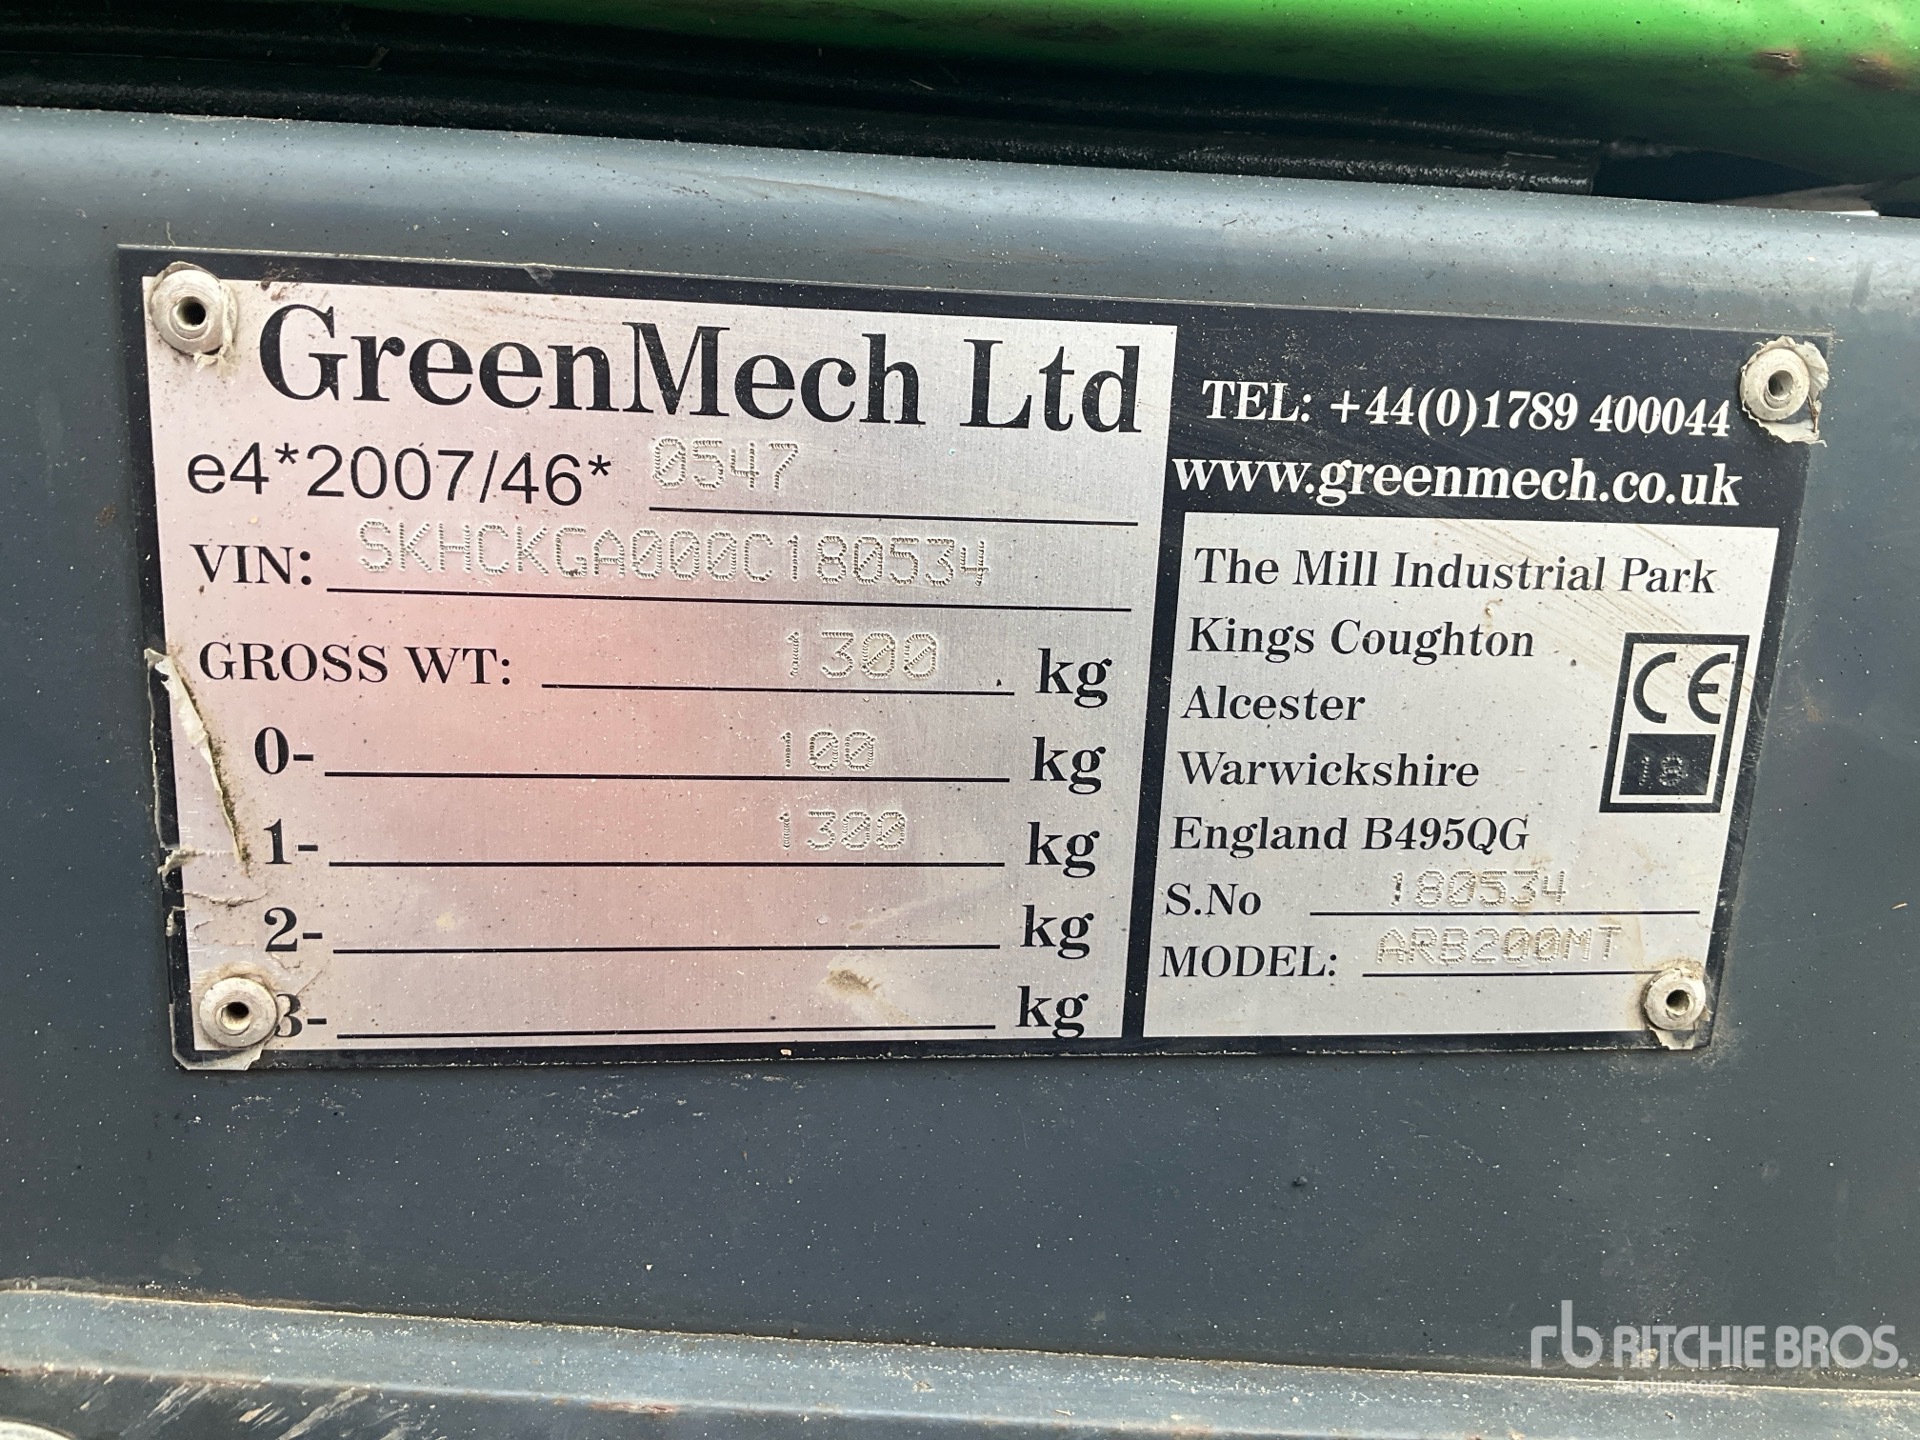 GreenMech Ltd
e4*2007/46* 0547
VIN: SKHCKGA000C180534
GROSS WT: 1300 kg
0- 100 kg
1- 1300 kg
2- kg
3- kg
TEL: +44(0)1789 400044
www.greenmech.co.uk
The Mill Industrial Park
Kings Coughton
Alcester
Warwickshire
England B495QG
CE
18
S.No 180534
MODEL: ARB200MT
rb RITCHIE BROS.
Auctioneers